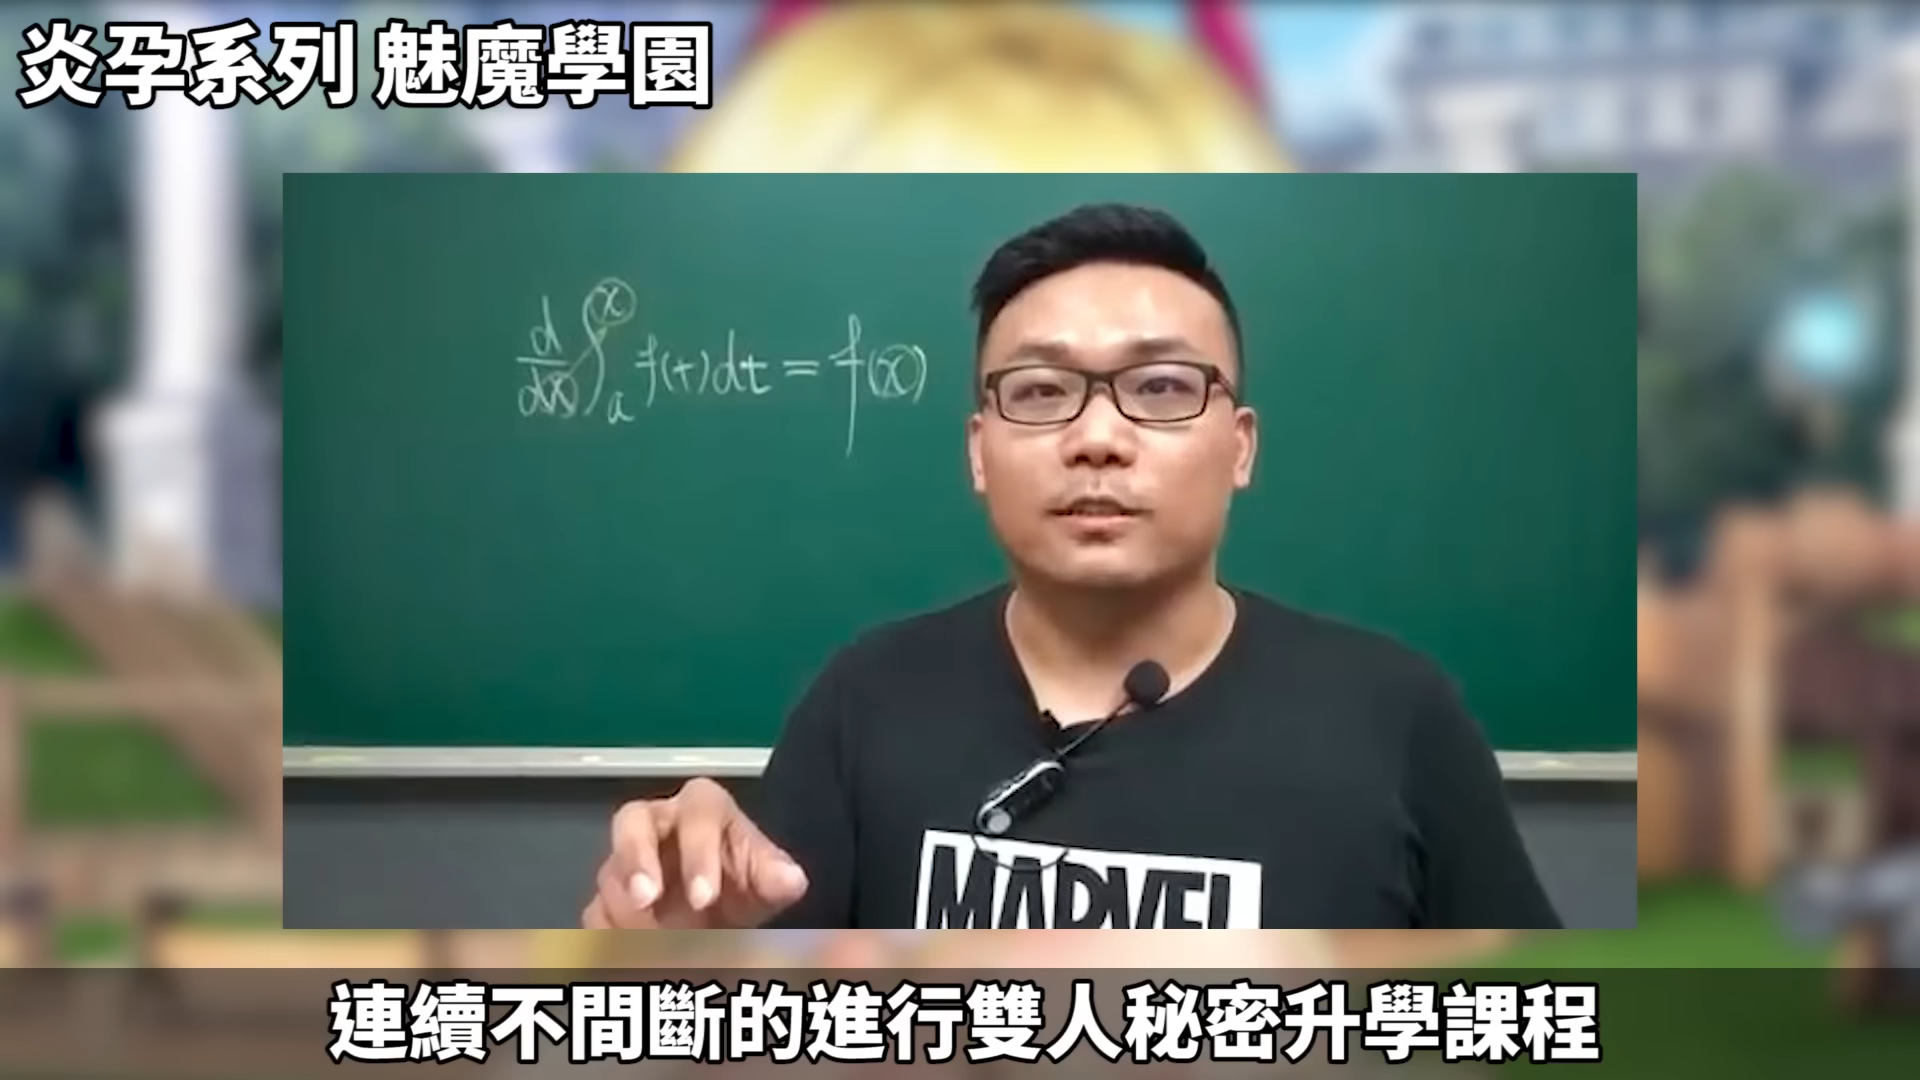 炎孕系列 魅魔學園
d/dx ∫ₐˣ f(t)dt = f(x)
MARVEL
連續不間斷的進行雙人秘密升學課程